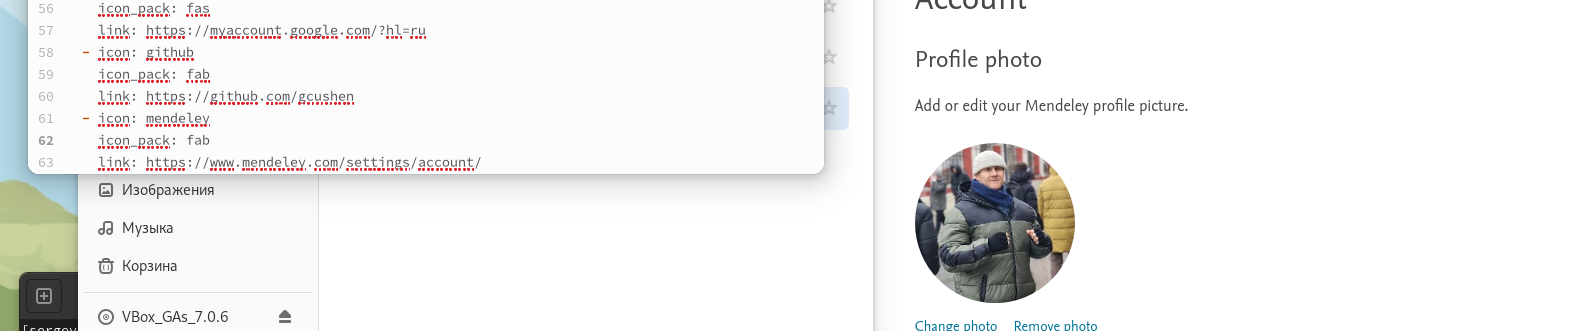 56 icon_pack: fas
57 link: https://myaccount.google.com/?hl=ru
58 - icon: github
59 icon_pack: fab
60 link: https://github.com/gcushen
61 - icon: mendeley
62 icon_pack: fab
63 link: https://www.mendeley.com/settings/account/
Изображения
Музыка
Корзина
VBox_GAs_7.0.6
[sergey
Account
Profile photo
Add or edit your Mendeley profile picture.
Change photo Remove photo